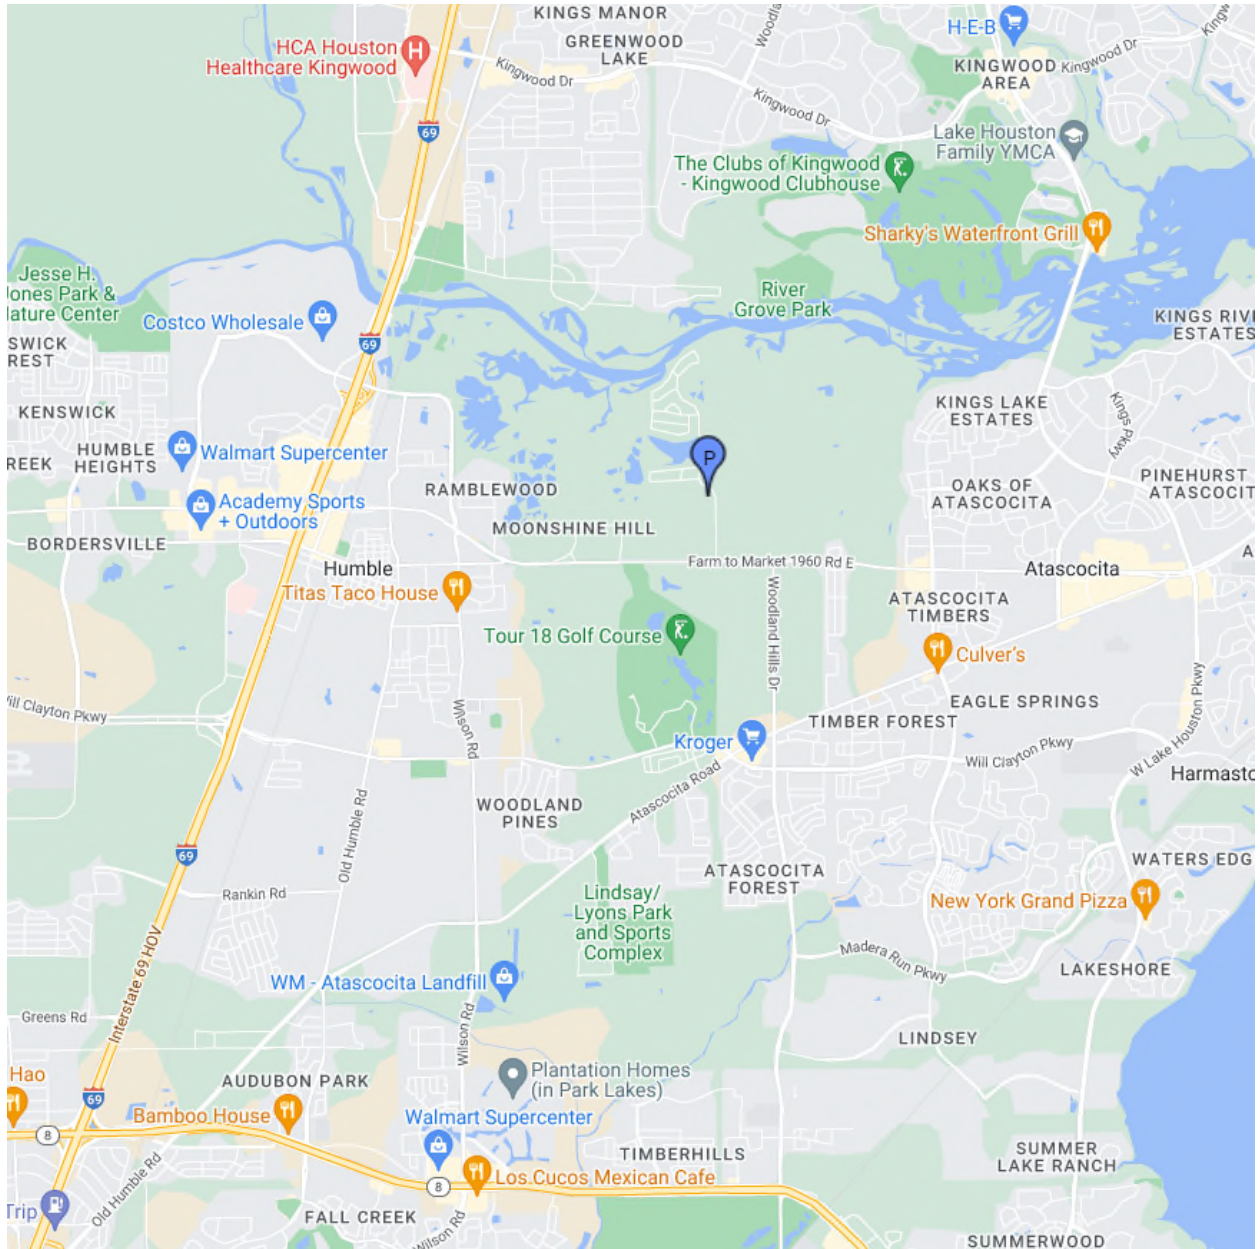 KINGS MANOR
H-E-B
HCA Houston
Healthcare Kingwood
GREENWOOD
LAKE
Kingwood Dr
Kingwood Dr
KINGWOOD
AREA
Kingwood Dr
69
Lake Houston
Family YMCA
The Clubs of Kingwood
- Kingwood Clubhouse
Sharky's Waterfront Grill
Jesse H.
Jones Park &
Nature Center
River
Grove Park
Costco Wholesale
KINGS RIVE
ESTATES
69
SWICK
REST
KENSWICK
KINGS LAKE
ESTATES
Kings Pkwy
HUMBLE
HEIGHTS
REEK
Walmart Supercenter
P
PINEHURST
ATASCOCIT
RAMBLEWOOD
OAKS OF
ATASCOCITA
Academy Sports
+ Outdoors
MOONSHINE HILL
BORDERSVILLE
Humble
Farm to Market 1960 Rd E
Atascocita
A
Titas Taco House
ATASCOCITA
TIMBERS
Woodland Hills Dr
Tour 18 Golf Course
Culver's
Will Clayton Pkwy
Wilson Rd
EAGLE SPRINGS
TIMBER FOREST
W Lake Houston Pkwy
Kroger
Will Clayton Pkwy
Harmasto
Atascocita Road
WOODLAND
PINES
Old Humble Rd
69
WATERS EDG
ATASCOCITA
FOREST
Rankin Rd
Lindsay/
Lyons Park
and Sports
Complex
New York Grand Pizza
Interstate 69 HOV
Madera Run Pkwy
LAKESHORE
WM - Atascocita Landfill
Greens Rd
Wilson Rd
LINDSEY
Hao
AUDUBON PARK
Plantation Homes
(in Park Lakes)
69
Bamboo House
Walmart Supercenter
8
TIMBERHILLS
SUMMER
LAKE RANCH
Old Humble Rd
8
Los Cucos Mexican Cafe
Trip
FALL CREEK
Wilson Rd
SUMMERWOOD